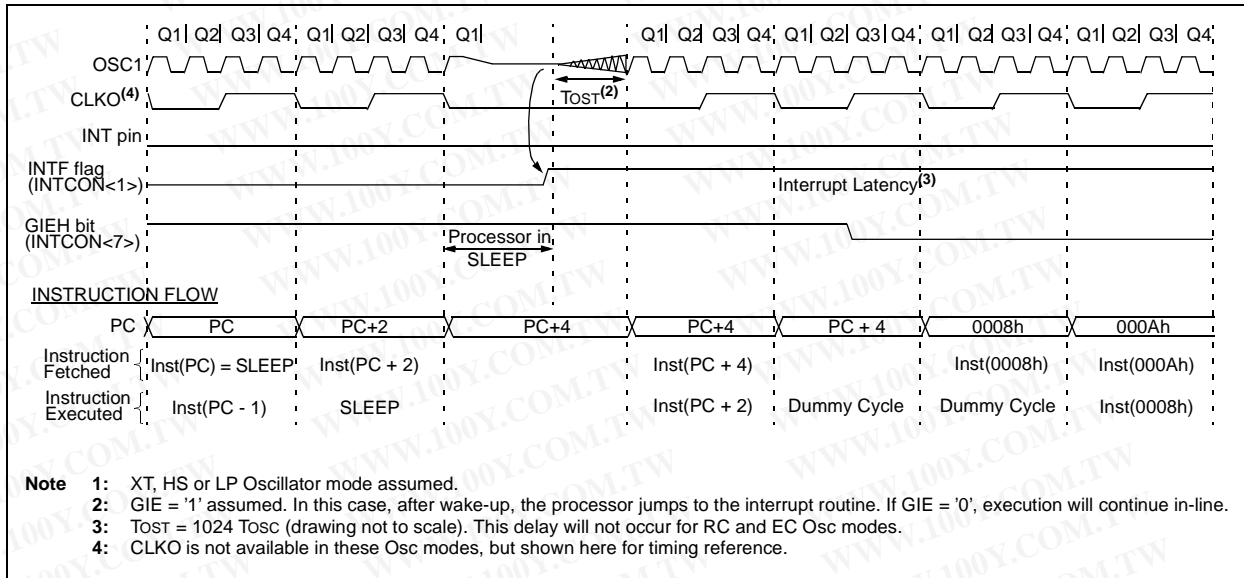 Q1 Q2 Q3 Q4 Q1 Q2 Q3 Q4 Q1 Q1 Q2 Q3 Q4 Q1 Q2 Q3 Q4 Q1 Q2 Q3 Q4 Q1 Q2 Q3 Q4
OSC1
CLKO(4)
TOST(2)
INT pin
INTF flag
(INTCON<1>)
Interrupt Latency(3)
GIEH bit
(INTCON<7>)
Processor in
SLEEP
INSTRUCTION FLOW
PC PC PC+2 PC+4 PC+4 PC + 4 0008h 000Ah
Instruction
Fetched
Inst(PC) = SLEEP Inst(PC + 2) Inst(PC + 4) Inst(0008h) Inst(000Ah)
Instruction
Executed
Inst(PC - 1) SLEEP Inst(PC + 2) Dummy Cycle Dummy Cycle Inst(0008h)
Note 1: XT, HS or LP Oscillator mode assumed.
2: GIE = '1' assumed. In this case, after wake-up, the processor jumps to the interrupt routine. If GIE = '0', execution will continue in-line.
3: TOST = 1024 TOSC (drawing not to scale). This delay will not occur for RC and EC Osc modes.
4: CLKO is not available in these Osc modes, but shown here for timing reference.
WWW.100Y.COM.TW